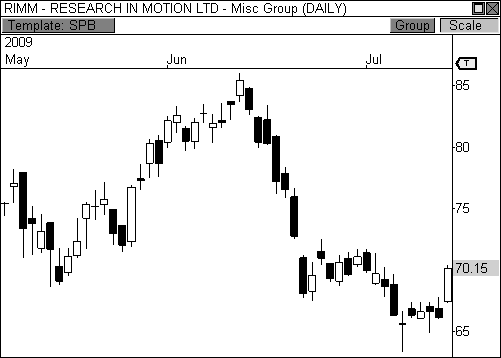 RIMM - RESEARCH IN MOTION LTD - Misc Group (DAILY)
Template: SPB Group Scale
2009
May Jun Jul T
85
80
75
70.15
65